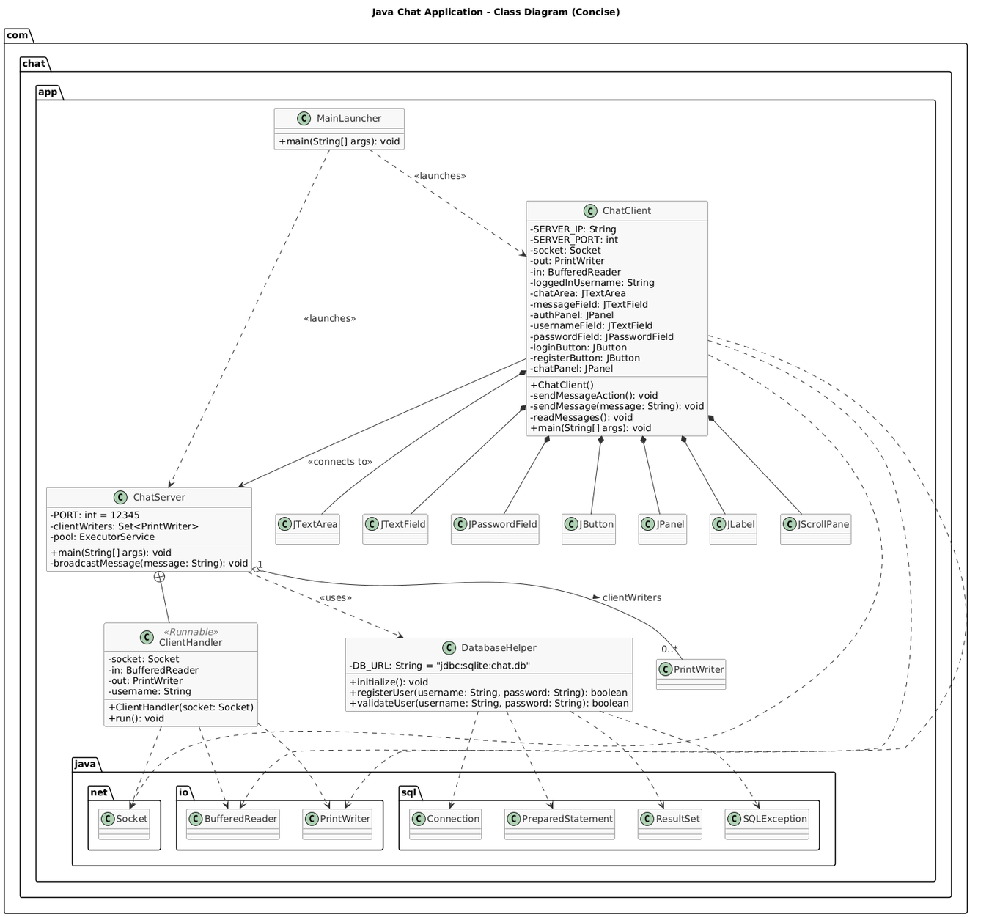 Java Chat Application - Class Diagram (Concise)
com
chat
app
C MainLauncher
+main(String[] args): void
«launches»
C ChatClient
-SERVER_IP: String
-SERVER_PORT: int
-socket: Socket
-out: PrintWriter
-in: BufferedReader
-loggedInUsername: String
-chatArea: JTextArea
-messageField: JTextField
-authPanel: JPanel
-usernameField: JTextField
-passwordField: JPasswordField
-loginButton: JButton
-registerButton: JButton
-chatPanel: JPanel
+ChatClient()
-sendMessageAction(): void
-sendMessage(message: String): void
-readMessages(): void
+main(String[] args): void
«launches»
«connects to»
C ChatServer
-PORT: int = 12345
-clientWriters: Set<PrintWriter>
-pool: ExecutorService
+main(String[] args): void
-broadcastMessage(message: String): void
C JTextArea
C JTextField
C JPasswordField
C JButton
C JPanel
C JLabel
C JScrollPane
1
«uses»
clientWriters
0..*
C «Runnable»
ClientHandler
-socket: Socket
-in: BufferedReader
-out: PrintWriter
-username: String
+ClientHandler(socket: Socket)
+run(): void
C DatabaseHelper
-DB_URL: String = "jdbc:sqlite:chat.db"
+initialize(): void
+registerUser(username: String, password: String): boolean
+validateUser(username: String, password: String): boolean
C PrintWriter
java
net
C Socket
io
C BufferedReader
C PrintWriter
sql
C Connection
C PreparedStatement
C ResultSet
C SQLException